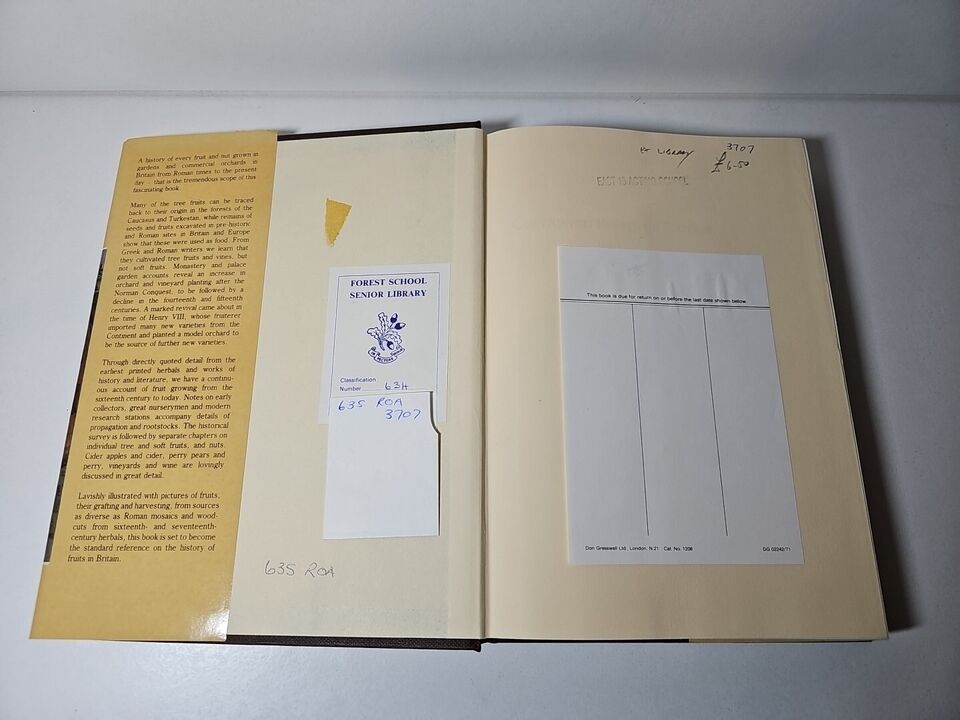 A history of every fruit and nut grown in
gardens and commercial orchards in
Britain from Roman times to the present
day — that is the tremendous scope of this
fascinating book.
Many of the tree fruits can be traced
back to their origin in the forests of the
Caucasus and Turkestan, while remains of
seeds and fruits excavated in pre-historic
and Roman sites in Britain and Europe
show that these were used as food. From
Greek and Roman writers we learn that
they cultivated tree fruits and vines, but
not soft fruits. Monastery and palace
garden accounts reveal an increase in
orchard and vineyard planting after the
Norman Conquest, to be followed by a
decline in the fourteenth and fifteenth
centuries. A marked revival came about in
the time of Henry VIII, whose fruiterer
imported many new varieties from the
Continent and planted a model orchard to
be the source of further new varieties.
Through directly quoted detail from the
earliest printed herbals and works of
history and literature, we have a continu-
ous account of fruit growing from the
sixteenth century to today. Notes on early
collectors, great nurserymen and modern
research stations accompany details of
propagation and rootstocks. The historical
survey is followed by separate chapters on
individual tree and soft fruits, and nuts.
Cider apples and cider, perry pears and
perry, vineyards and wine are lovingly
discussed in great detail.
Lavishly illustrated with pictures of fruits,
their grafting and harvesting, from sources
as diverse as Roman mosaics and wood-
cuts from sixteenth- and seventeenth-
century herbals, this book is set to become
the standard reference on the history of
fruits in Britain.
FOREST SCHOOL
SENIOR LIBRARY
Classification
Number 63H
635 ROA
3707
635 ROA
LIBRARY
3707
£6-50
This book is due for return on or before the last date shown below.
Don Gresswell Ltd., London, N.21 Cat. No. 1208
DG 02242/71